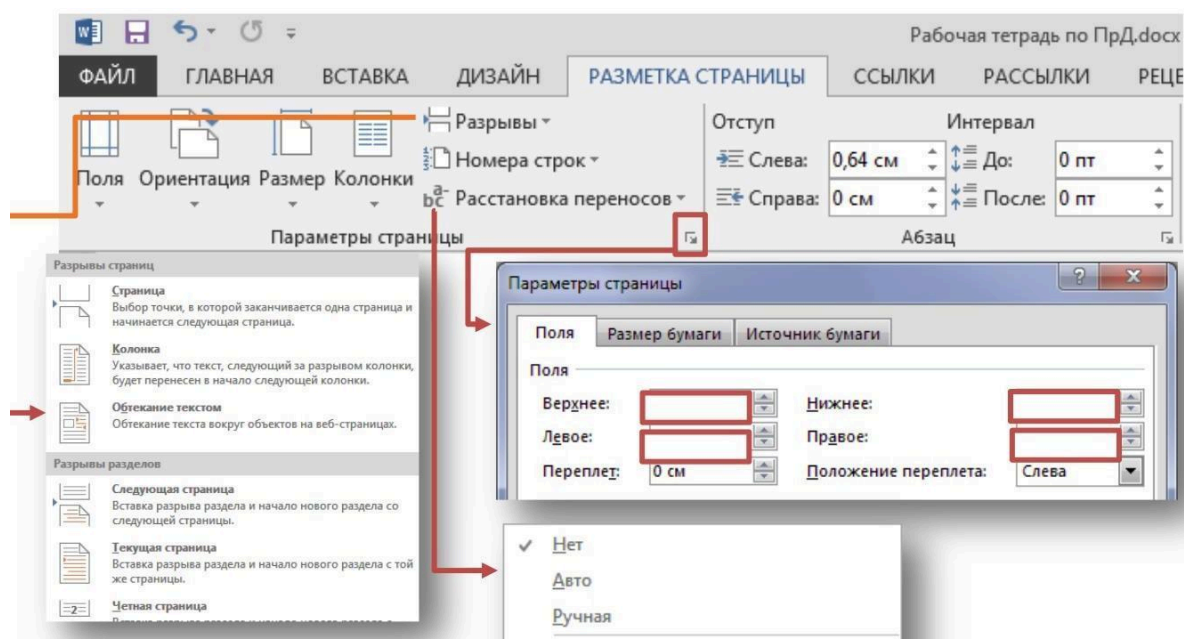 Рабочая тетрадь по ПрД.docx
ФАЙЛ ГЛАВНАЯ ВСТАВКА ДИЗАЙН РАЗМЕТКА СТРАНИЦЫ ССЫЛКИ РАССЫЛКИ РЕЦЕ
Поля Ориентация Размер Колонки
Разрывы
Номера строк
Расстановка переносов
Параметры страницы
Отступ Интервал
Слева: 0,64 см До: 0 пт
Справа: 0 см После: 0 пт
Абзац
Разрывы страниц
Страница
Выбор точки, в которой заканчивается одна страница и
начинается следующая страница.
Колонка
Указывает, что текст, следующий за разрывом колонки,
будет перенесен в начало следующей колонки.
Обтекание текстом
Обтекание текста вокруг объектов на веб-страницах.
Разрывы разделов
Следующая страница
Вставка разрыва раздела и начало нового раздела со
следующей страницы.
Текущая страница
Вставка разрыва раздела и начало нового раздела с той
же страницы.
Четная страница
Параметры страницы
Поля Размер бумаги Источник бумаги
Поля
Верхнее: Нижнее:
Левое: Правое:
Переплет: 0 см Положение переплета: Слева
Нет
Авто
Ручная